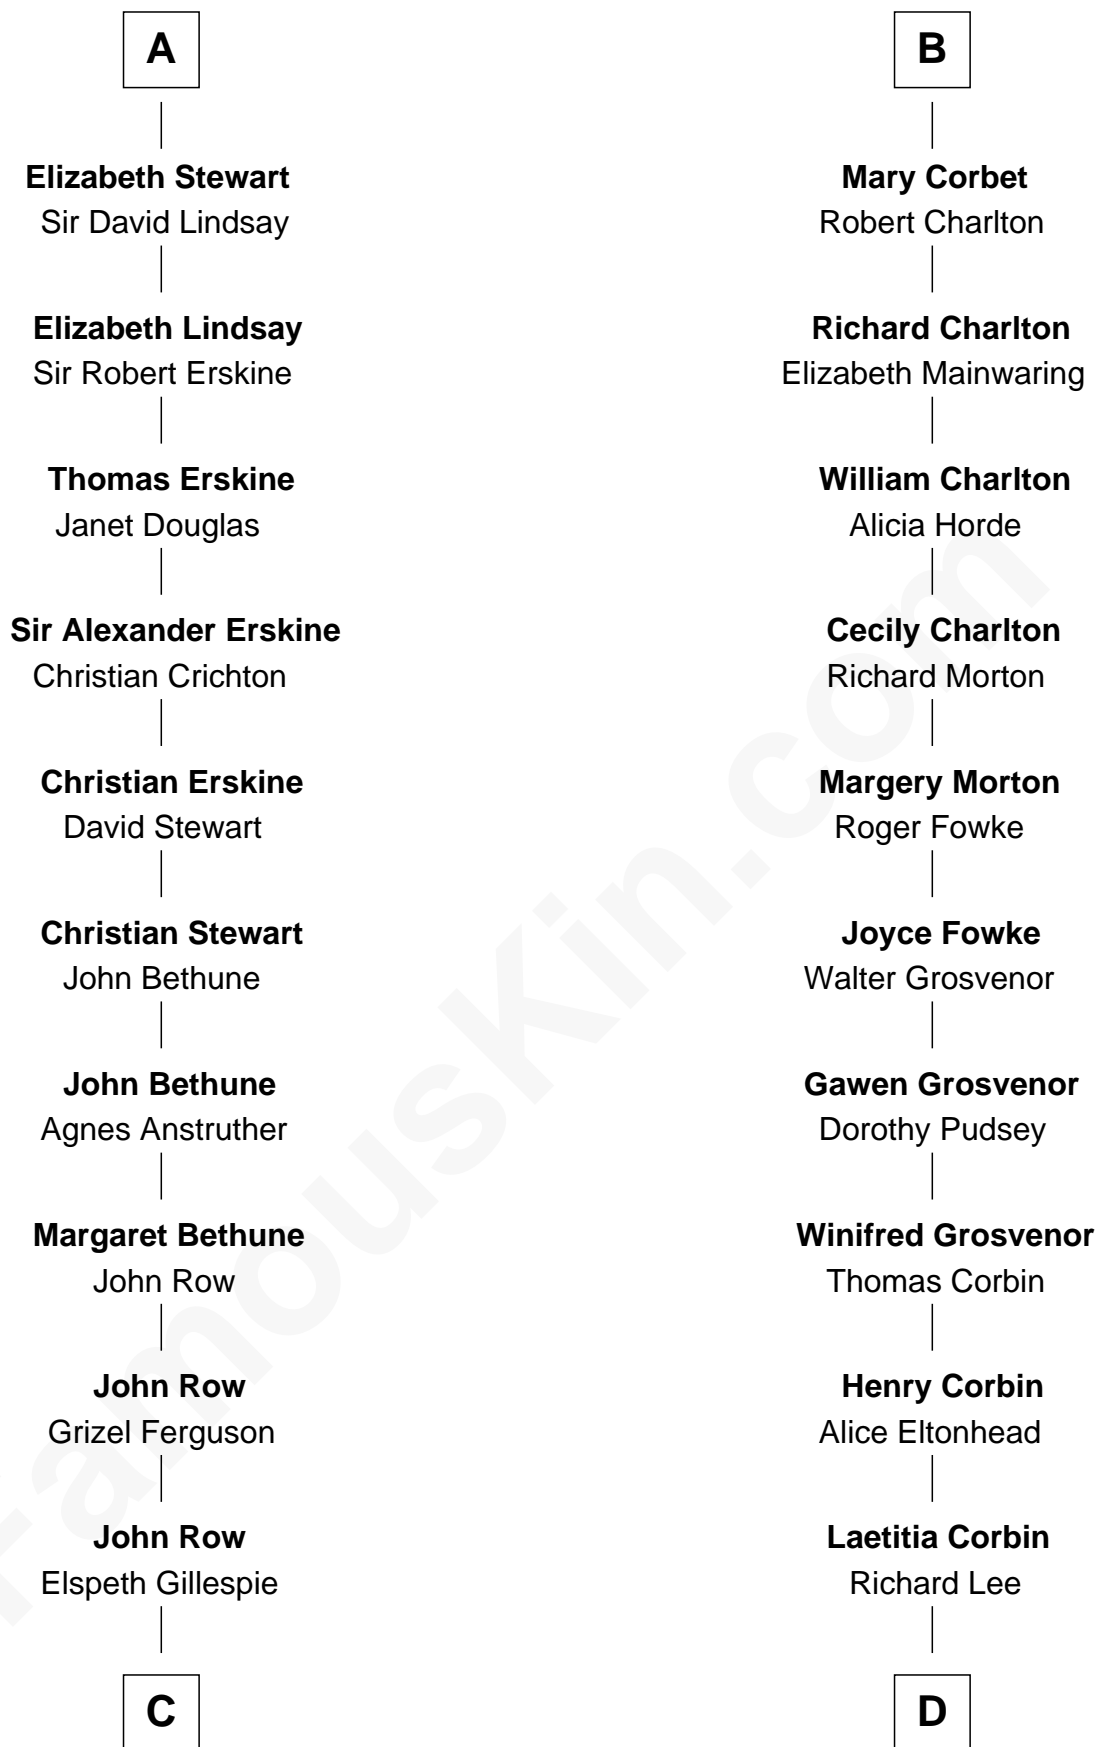 A
Elizabeth Stewart
Sir David Lindsay
Elizabeth Lindsay
Sir Robert Erskine
Thomas Erskine
Janet Douglas
Sir Alexander Erskine
Christian Crichton
Christian Erskine
David Stewart
Christian Stewart
John Bethune
John Bethune
Agnes Anstruther
Margaret Bethune
John Row
John Row
Grizel Ferguson
John Row
Elspeth Gillespie
C
B
Mary Corbet
Robert Charlton
Richard Charlton
Elizabeth Mainwaring
William Charlton
Alicia Horde
Cecily Charlton
Richard Morton
Margery Morton
Roger Fowke
Joyce Fowke
Walter Grosvenor
Gawen Grosvenor
Dorothy Pudsey
Winifred Grosvenor
Thomas Corbin
Henry Corbin
Alice Eltonhead
Laetitia Corbin
Richard Lee
D
FamousKin.com